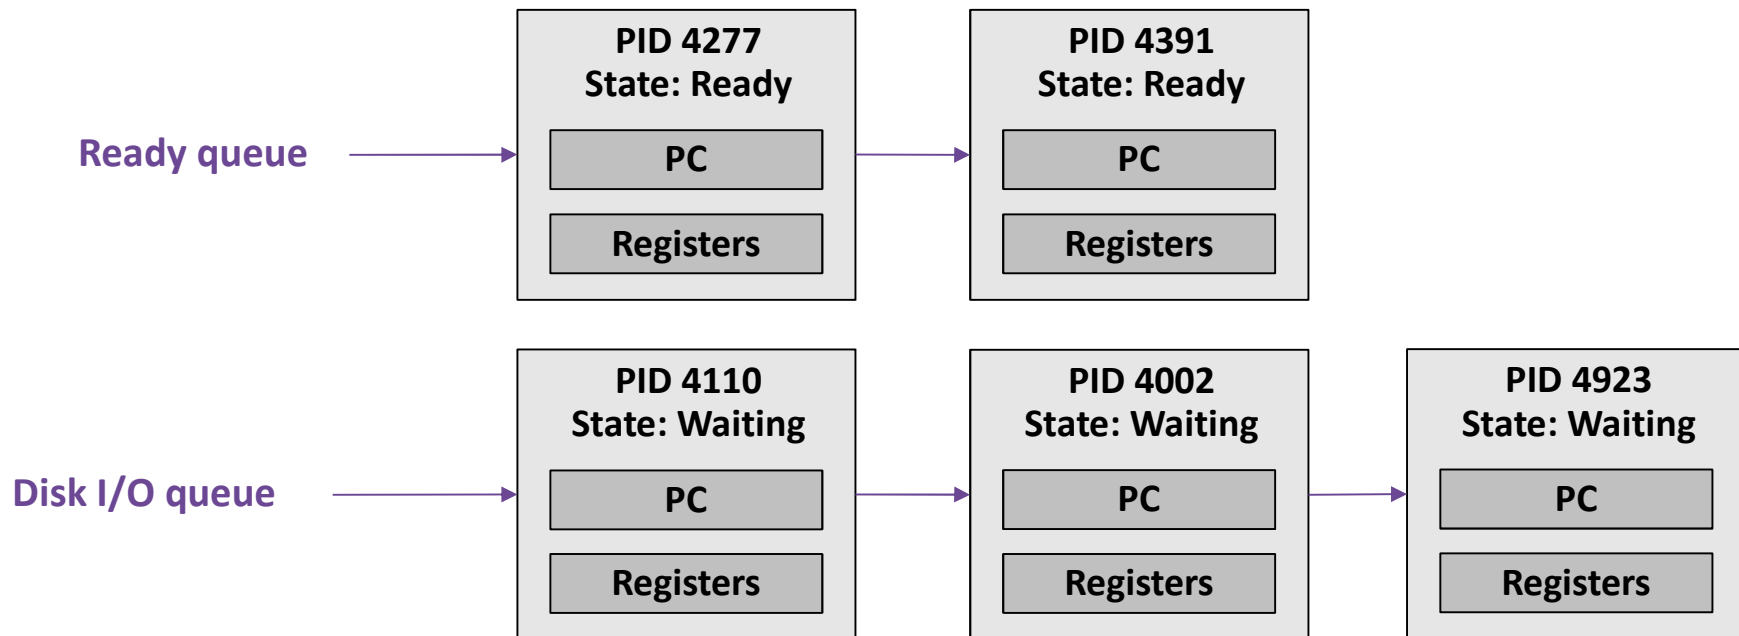 PID 4277
State: Ready
PID 4391
State: Ready
Ready queue
PC
PC
Registers
Registers
PID 4110
State: Waiting
PID 4002
State: Waiting
PID 4923
State: Waiting
Disk I/O queue
PC
PC
PC
Registers
Registers
Registers